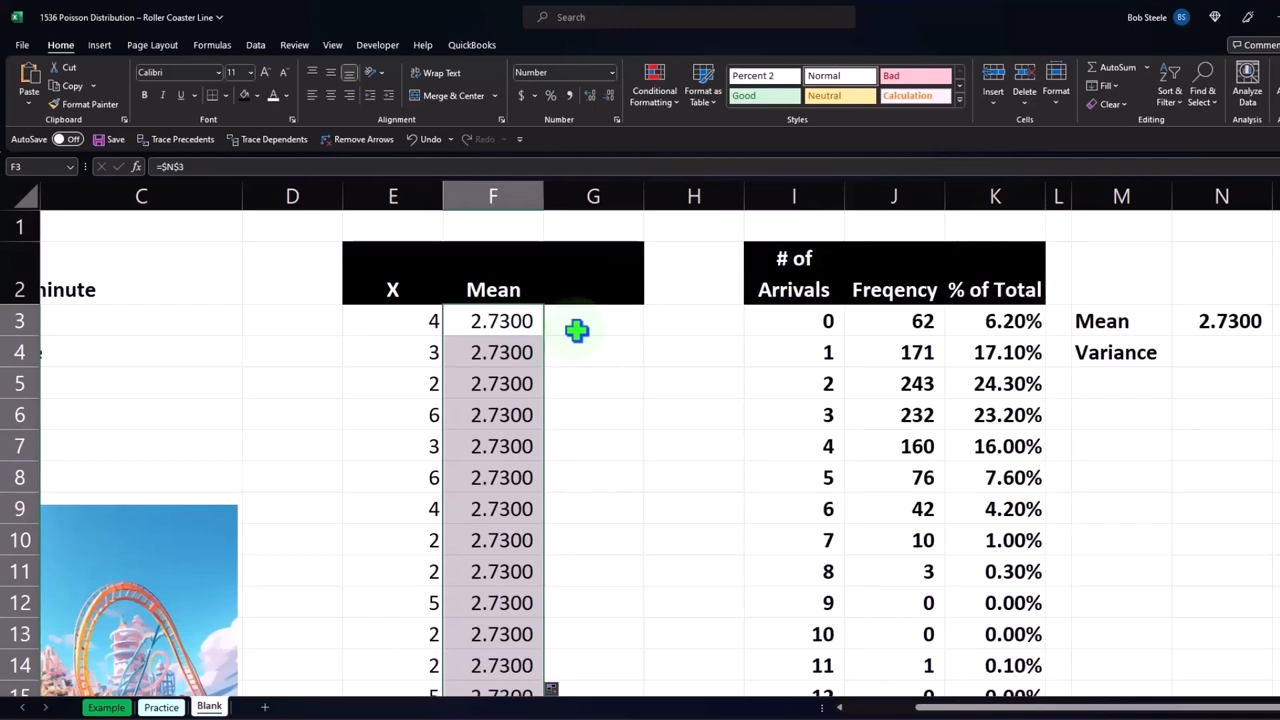 1536 Poisson Distribution – Roller Coaster Line
Search
Bob Steele BS
File Home Insert Page Layout Formulas Data Review View Developer Help QuickBooks
Comme
Paste
Cut
Copy
Format Painter
Clipboard
Calibri 11
B I U
Font
Wrap Text
Merge & Center
Alignment
Number
$ % ,
Number
Conditional Formatting
Format as Table
Percent 2 Normal Bad
Good Neutral Calculation
Styles
Insert Delete Format
Cells
AutoSum
Fill
Clear
Sort & Filter
Find & Select
Editing
Analyze Data
Analysis
AutoSave Off Save Trace Precedents Trace Dependents Remove Arrows Undo Redo
F3 fx =$N$3
C D E F G H I J K L M N
1
2 ninute X Mean # of Arrivals Freqency % of Total
3 4 2.7300 0 62 6.20% Mean 2.7300
4 3 2.7300 1 171 17.10% Variance
5 2 2.7300 2 243 24.30%
6 6 2.7300 3 232 23.20%
7 3 2.7300 4 160 16.00%
8 6 2.7300 5 76 7.60%
9 4 2.7300 6 42 4.20%
10 2 2.7300 7 10 1.00%
11 2 2.7300 8 3 0.30%
12 5 2.7300 9 0 0.00%
13 2 2.7300 10 0 0.00%
14 2 2.7300 11 1 0.10%
15 5 2.7300 12 0 0.00%
Example Practice Blank